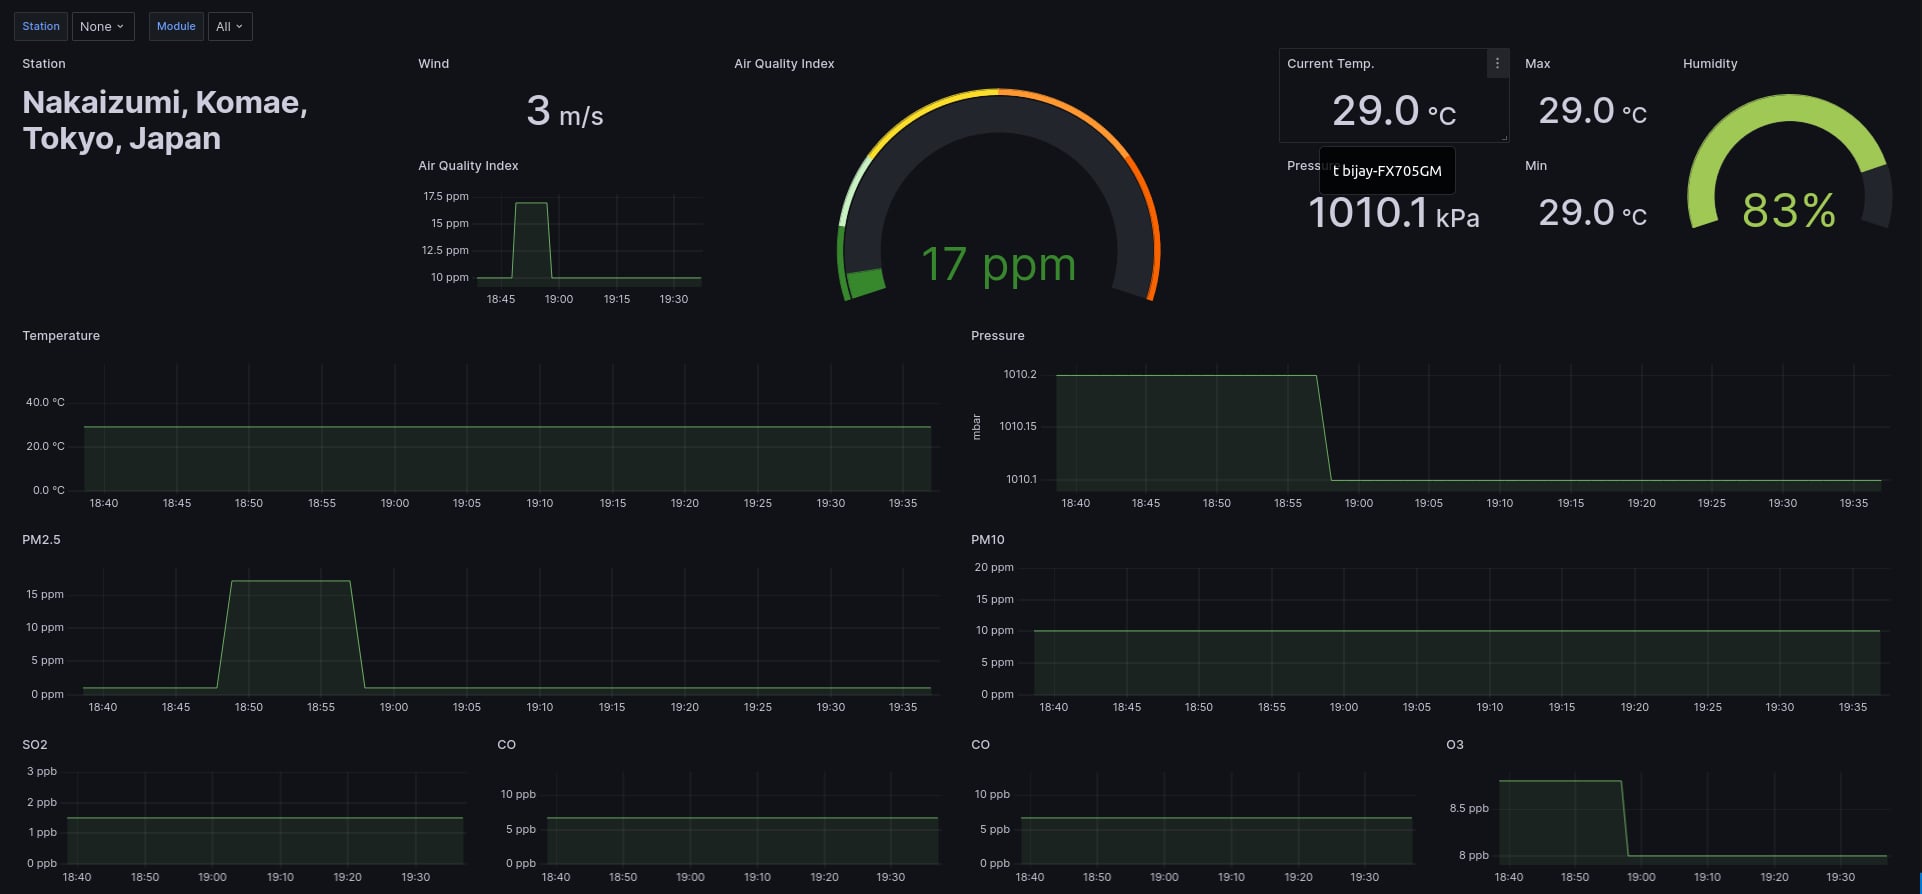 Station None Module All
Station
Nakaizumi, Komae,
Tokyo, Japan
Wind
3 m/s
Air Quality Index
17.5 ppm
15 ppm
12.5 ppm
10 ppm
18:45 19:00 19:15 19:30
Air Quality Index
17 ppm
Current Temp.
29.0 °C
t bijay-FX705GM
1010.1 kPa
Max
29.0 °C
Min
29.0 °C
Humidity
83%
Temperature
40.0 °C
20.0 °C
0.0 °C
18:40 18:45 18:50 18:55 19:00 19:05 19:10 19:15 19:20 19:25 19:30 19:35
Pressure
mbar
1010.2
1010.15
1010.1
18:40 18:45 18:50 18:55 19:00 19:05 19:10 19:15 19:20 19:25 19:30 19:35
PM2.5
15 ppm
10 ppm
5 ppm
0 ppm
18:40 18:45 18:50 18:55 19:00 19:05 19:10 19:15 19:20 19:25 19:30 19:35
PM10
20 ppm
15 ppm
10 ppm
5 ppm
0 ppm
18:40 18:45 18:50 18:55 19:00 19:05 19:10 19:15 19:20 19:25 19:30 19:35
SO2
3 ppb
2 ppb
1 ppb
0 ppb
18:40 18:50 19:00 19:10 19:20 19:30
CO
10 ppb
5 ppb
0 ppb
18:40 18:50 19:00 19:10 19:20 19:30
CO
10 ppb
5 ppb
0 ppb
18:40 18:50 19:00 19:10 19:20 19:30
O3
8.5 ppb
8 ppb
18:40 18:50 19:00 19:10 19:20 19:30